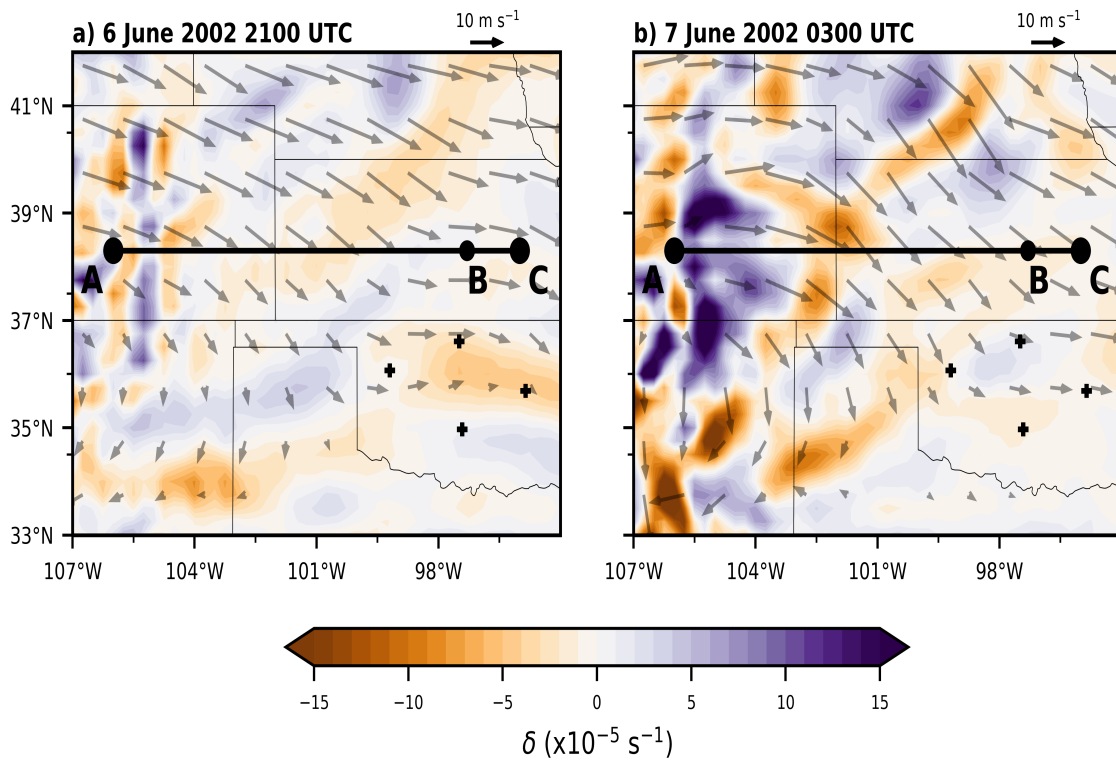 10 m s⁻¹
10 m s⁻¹
a) 6 June 2002 2100 UTC
b) 7 June 2002 0300 UTC
41°N
39°N
37°N
35°N
33°N
A
B
C
A
B
C
107°W
104°W
101°W
98°W
107°W
104°W
101°W
98°W
−15
−10
−5
0
5
10
15
δ (x10⁻⁵ s⁻¹)